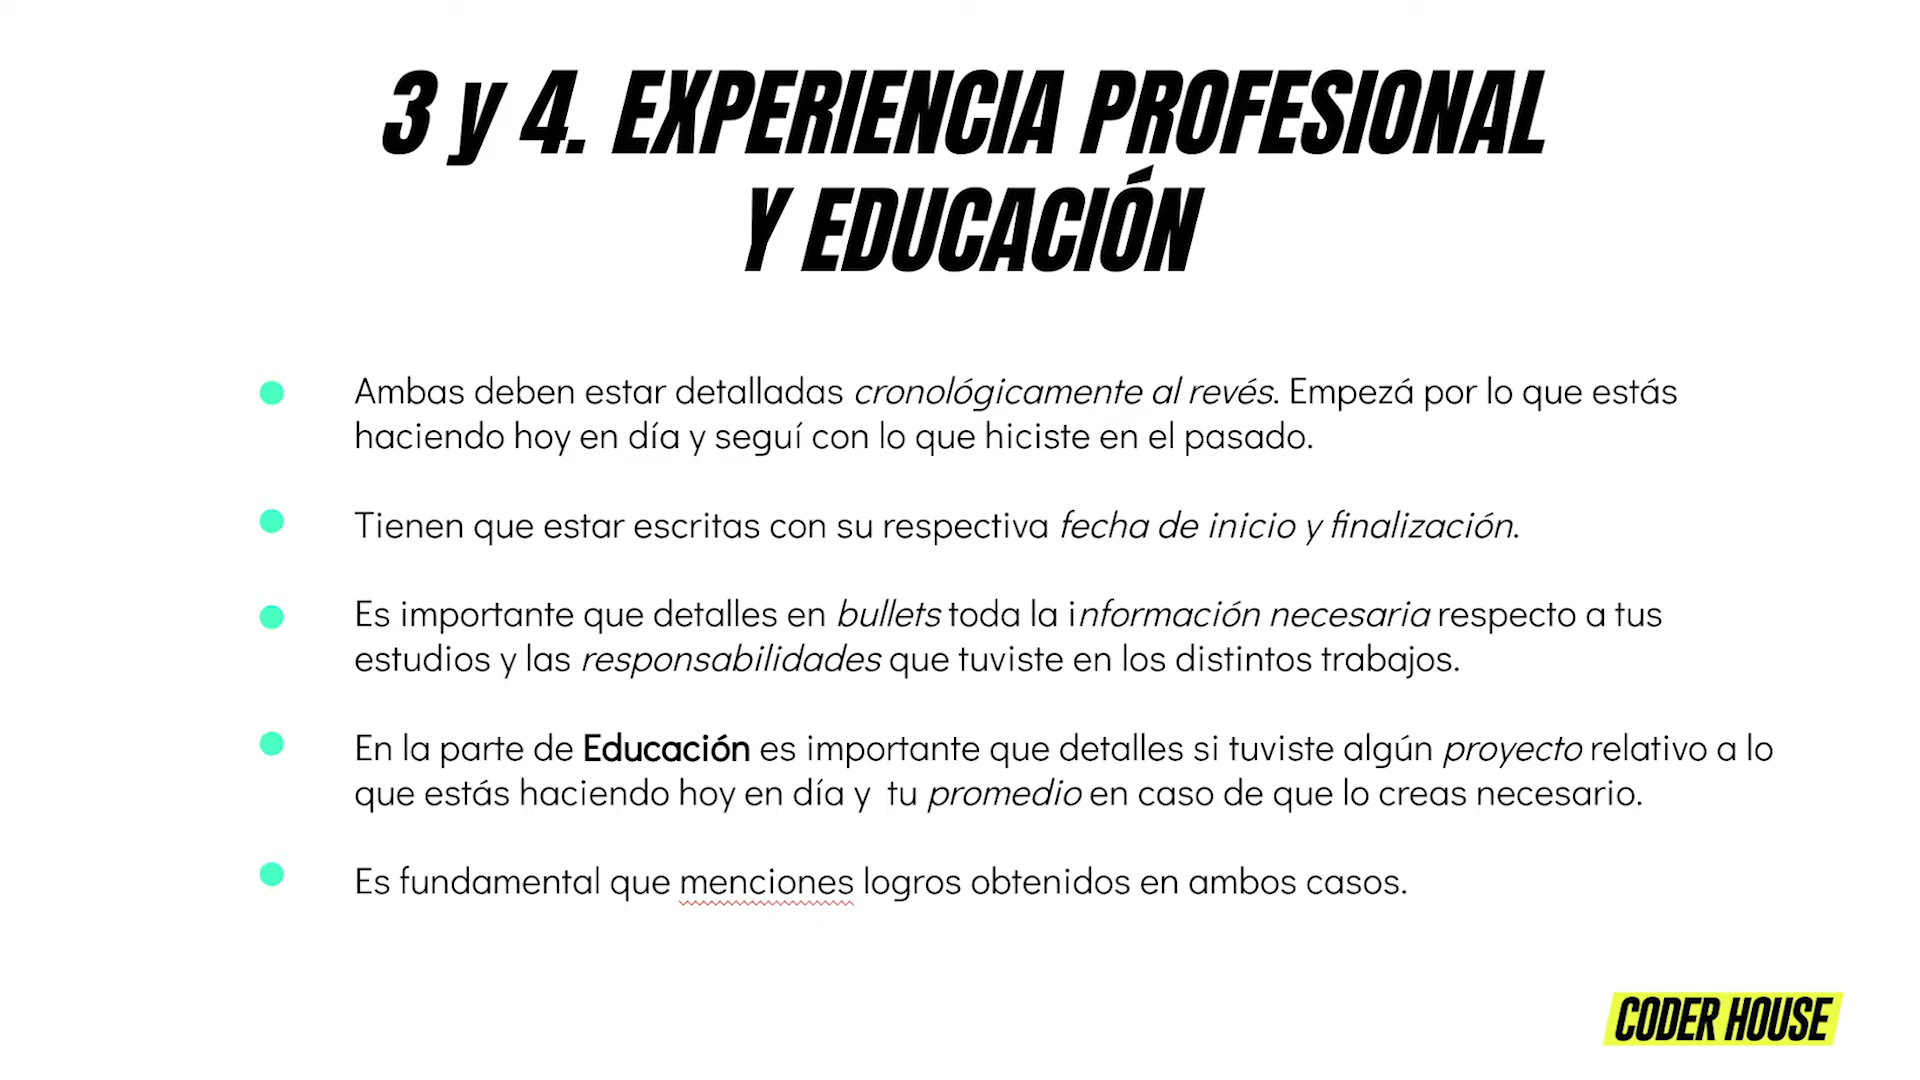 3 y 4. EXPERIENCIA PROFESIONAL
Y EDUCACIÓN
Ambas deben estar detalladas cronológicamente al revés. Empezá por lo que estás
haciendo hoy en día y seguí con lo que hiciste en el pasado.
Tienen que estar escritas con su respectiva fecha de inicio y finalización.
Es importante que detalles en bullets toda la información necesaria respecto a tus
estudios y las responsabilidades que tuviste en los distintos trabajos.
En la parte de Educación es importante que detalles si tuviste algún proyecto relativo a lo
que estás haciendo hoy en día y tu promedio en caso de que lo creas necesario.
Es fundamental que menciones logros obtenidos en ambos casos.
CODER HOUSE